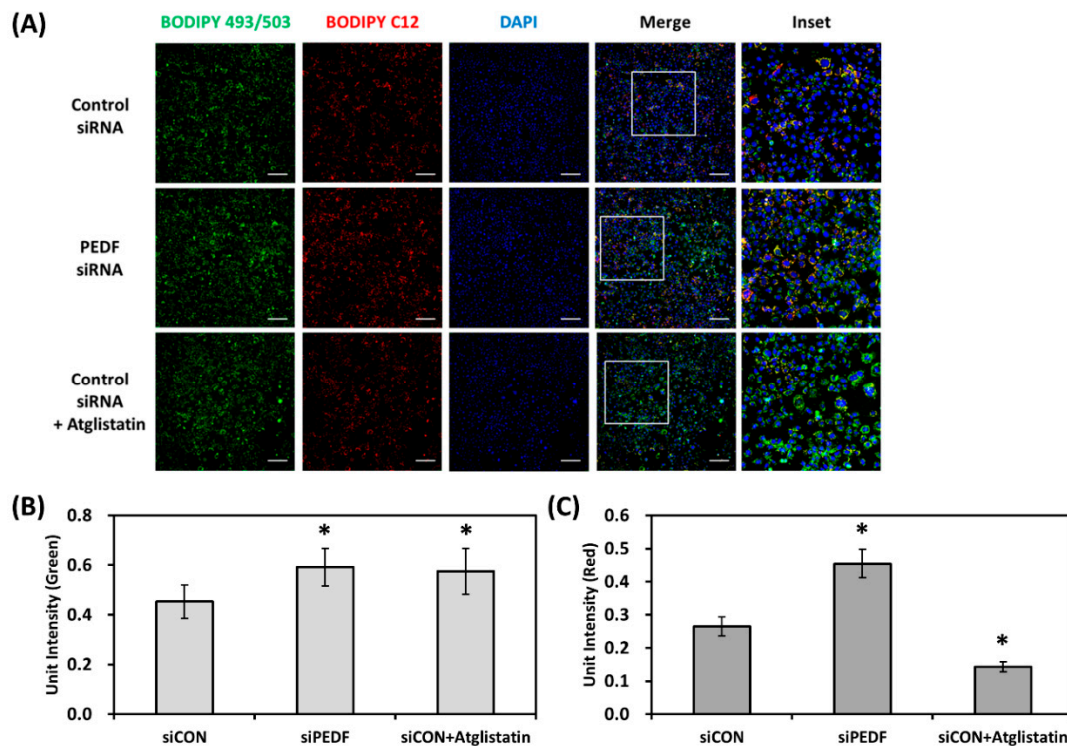 (A)
BODIPY 493/503 BODIPY C12 DAPI Merge Inset
Control
siRNA
PEDF
siRNA
Control
siRNA
+ Atglistatin
(B)
Unit Intensity (Green)
0.8
0.6
0.4
0.2
0.0
*
*
siCON siPEDF siCON+Atglistatin
(C)
Unit Intensity (Red)
0.6
0.5
0.4
0.3
0.2
0.1
0.0
*
*
siCON siPEDF siCON+Atglistatin